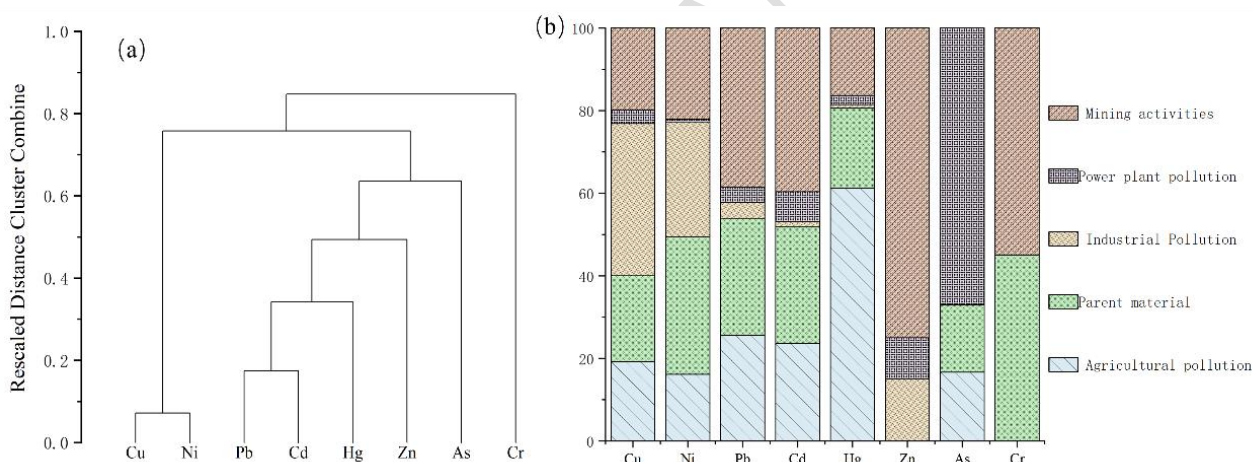 (a)
Rescaled Distance Cluster Combine
1.0
0.8
0.6
0.4
0.2
0.0
Cu Ni Pb Cd Hg Zn As Cr
(b)
100
80
60
40
20
0
Cu Ni Pb Cd Hg Zn As Cr
Mining activities
Power plant pollution
Industrial Pollution
Parent material
Agricultural pollution